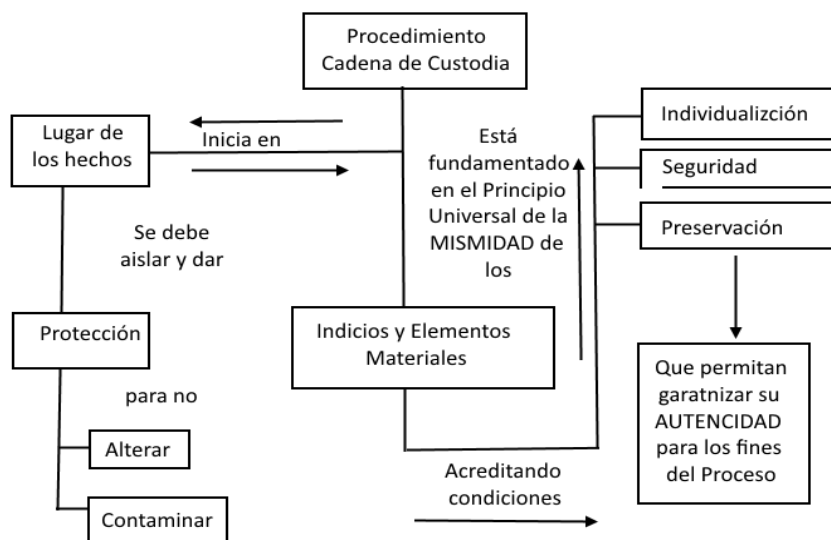 Procedimiento
Cadena de Custodia
Lugar de
los hechos
Inicia en
Está
fundamentado
en el Principio
Universal de la
MISMIDAD de
los
Individualizción
Seguridad
Preservación
Se debe
aislar y dar
Protección
Indicios y Elementos
Materiales
para no
Alterar
Contaminar
Acreditando
condiciones
Que permitan
garatnizar su
AUTENCIDAD
para los fines
del Proceso